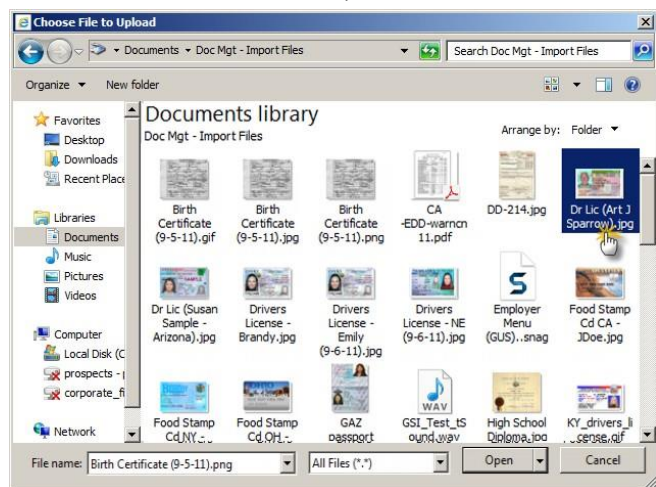 Choose File to Upload
Documents Doc Mgt - Import Files
Search Doc Mgt - Import Files
Organize New folder
Favorites
Desktop
Downloads
Recent Place
Libraries
Documents
Music
Pictures
Videos
Computer
Local Disk (C
prospects -
corporate_fi
Network
Documents library
Doc Mgt - Import Files
Arrange by: Folder
Birth
Certificate
(9-5-11).gif
Birth
Certificate
(9-5-11).jpg
Birth
Certificate
(9-5-11).png
CA
-EDD-warncn
11.pdf
DD-214.jpg
Dr Lic (Art J
Sparrow).jpg
Dr Lic (Susan
Sample -
Arizona).jpg
Drivers
License -
Brandy.jpg
Drivers
License -
Emily
(9-6-11).jpg
Drivers
License - NE
(9-6-11).jpg
S
Employer
Menu
(GUS)..snag
Food Stamp
Cd CA -
JDoe.jpg
Food Stamp
Cd NY -
Food Stamp
Cd OH -
GAZ
passport
WAV
GSI_Test_tS
ound.wav
High School
Diploma.jpg
KY_drivers_li
cense.gif
File name: Birth Certificate (9-5-11).png
All Files (*.*)
Open
Cancel